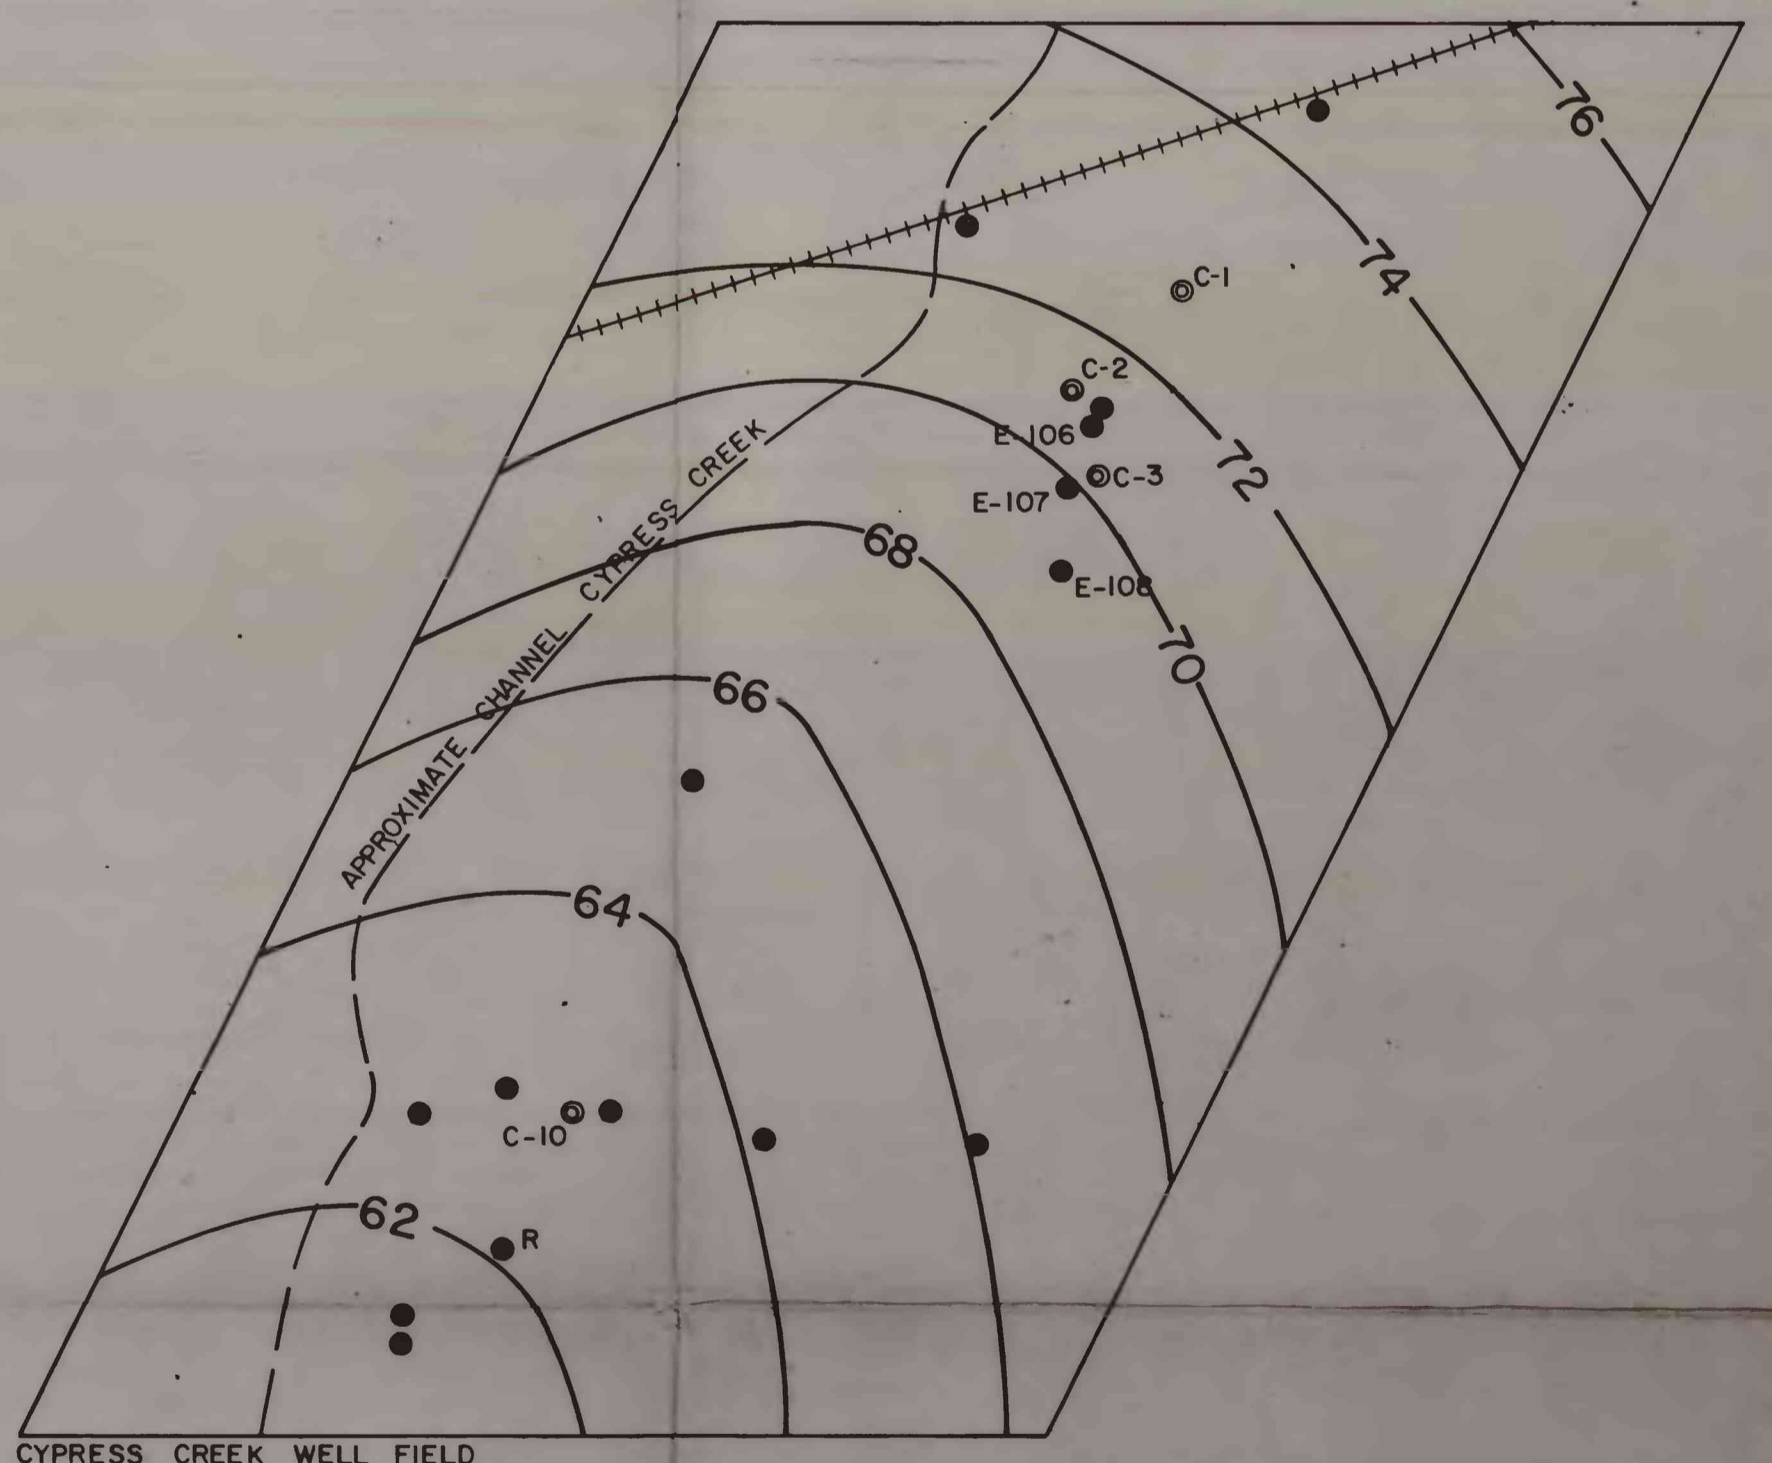 76
74
C-1
C-2
E-106
72
C-3
E-107
APPROXIMATE CHANNEL CYPRESS CREEK
68
E-108
70
66
64
C-10
62
R
CYPRESS CREEK WELL FIELD